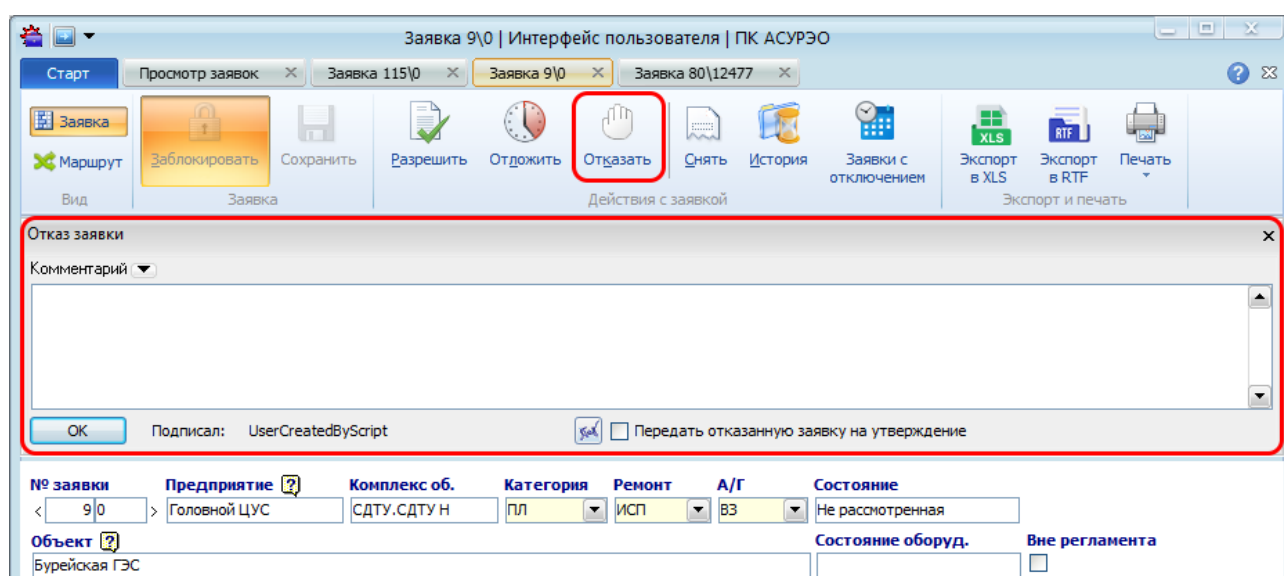 Заявка 9\0 | Интерфейс пользователя | ПК АСУРЭО
Старт Просмотр заявок Заявка 115\0 Заявка 9\0 Заявка 80\12477
Заявка
Маршрут Заблокировать Сохранить Разрешить Отложить Отказать Снять История Заявки с отключением XLS Экспорт в XLS RTF Экспорт в RTF Печать
Вид Заявка Действия с заявкой Экспорт и печать
Отказ заявки
Комментарий
OK Подписал: UserCreatedByScript Передать отказанную заявку на утверждение
№ заявки Предприятие Комплекс об. Категория Ремонт А/Г Состояние
< 9 0 > Головной ЦУС СДТУ.СДТУ Н ПЛ ИСП ВЗ Не рассмотренная
Объект Состояние оборуд. Вне регламента
Бурейская ГЭС